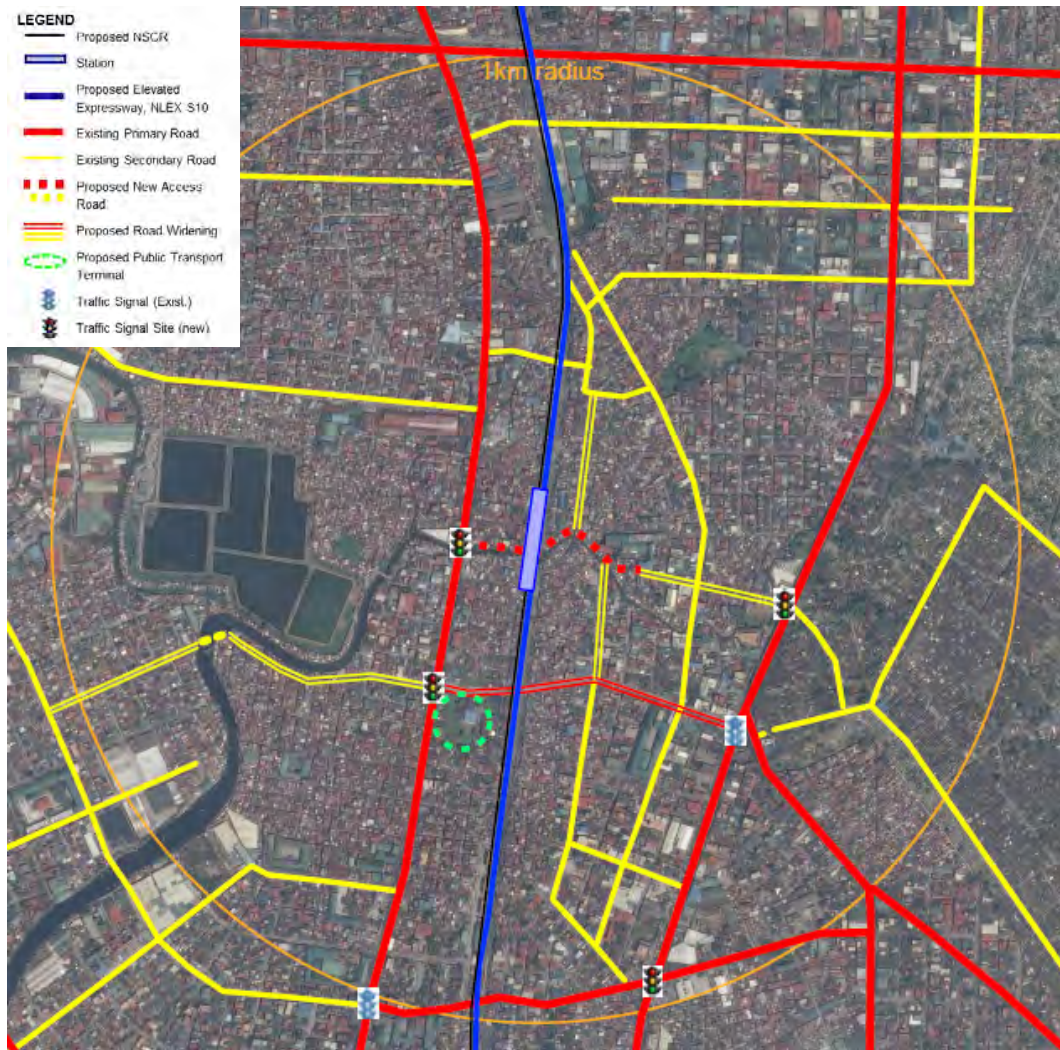 LEGEND
Proposed NSCR
Station
Proposed Elevated
Expressway, NLEX S10
Existing Primary Road
Existing Secondary Road
Proposed New Access
Road
Proposed Road Widening
Proposed Public Transport
Terminal
Traffic Signal (Exist.)
Traffic Signal Site (new)
1km radius